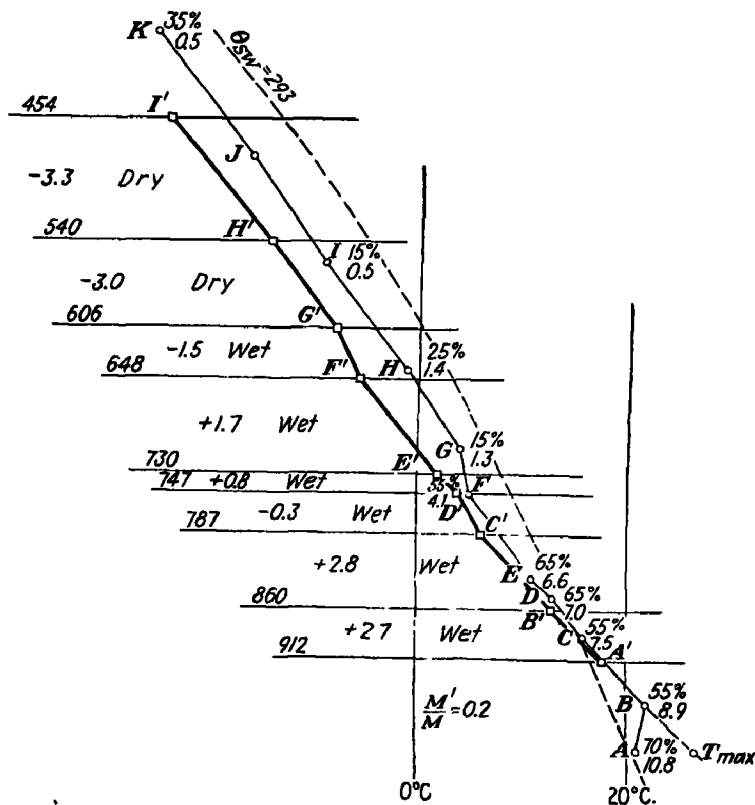 K 35%
0.5
θsw=293
454 I'
J
-3.3 Dry
540 H'
I 15%
0.5
-3.0 Dry
606 G'
-1.5 Wet
25%
648 F' H 1.4
+1.7 Wet
G 15%
1.3
730 E'
747 +0.8 Wet 35% F
4.1
D'
-0.3 Wet
787 C'
+2.8 Wet E 65%
6.6
D 65%
7.0
860 B'
+2.7 Wet C 55%
7.5
912 A'
M'/M=0.2
B 55%
8.9
A 70%
10.8
Tmax
0°C 20°C.